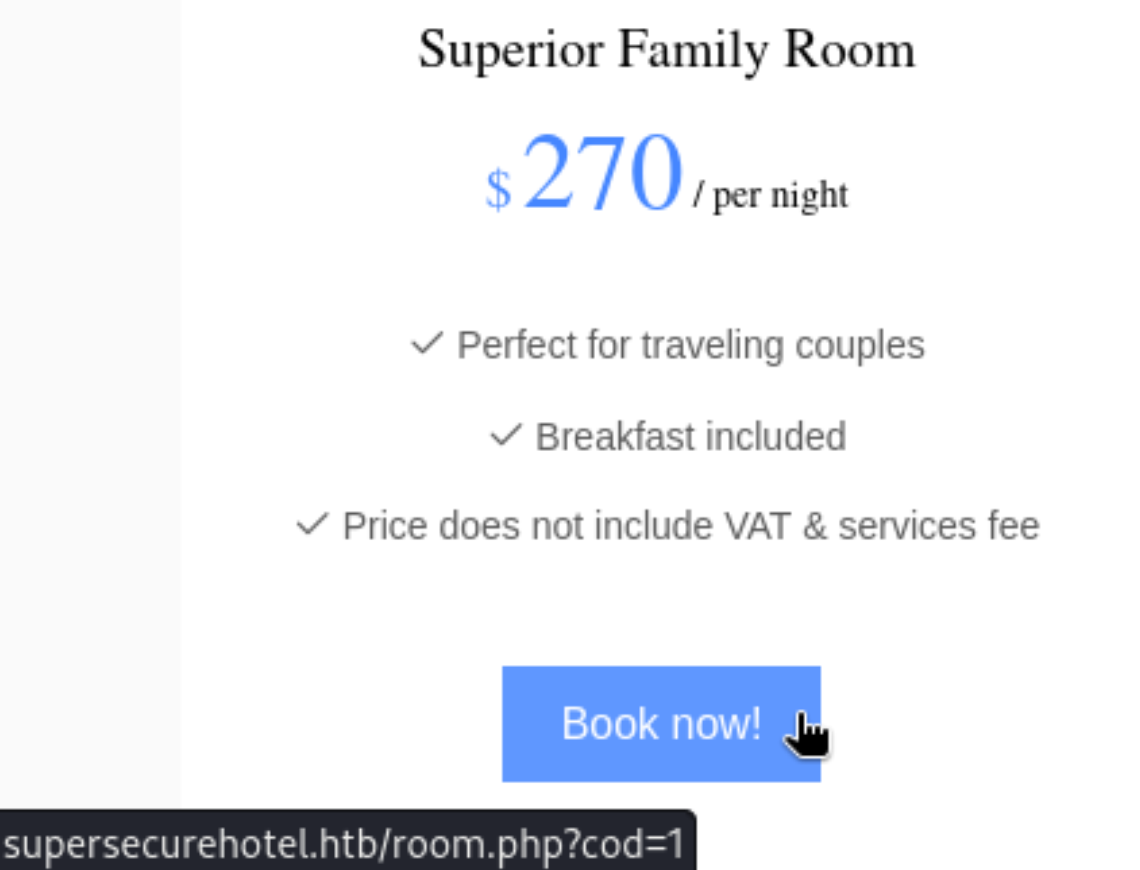 Superior Family Room
$ 270 / per night
✓ Perfect for traveling couples
✓ Breakfast included
✓ Price does not include VAT & services fee
Book now!
supersecurehotel.htb/room.php?cod=1